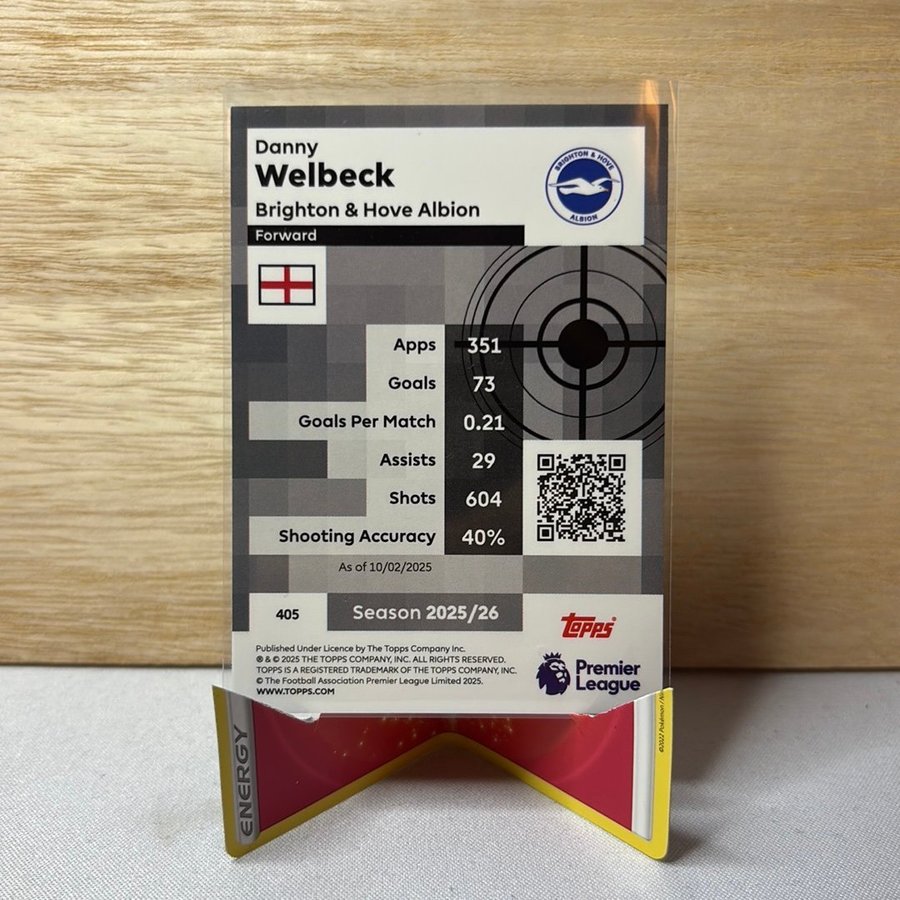 Danny
Welbeck
Brighton & Hove Albion
Forward
BRIGHTON & HOVE
ALBION
Apps 351
Goals 73
Goals Per Match 0.21
Assists 29
Shots 604
Shooting Accuracy 40%
As of 10/02/2025
405
Season 2025/26
topps®
Published Under Licence by The Topps Company Inc.
® & © 2025 THE TOPPS COMPANY, INC. ALL RIGHTS RESERVED.
TOPPS IS A REGISTERED TRADEMARK OF THE TOPPS COMPANY, INC.
© The Football Association Premier League Limited 2025.
WWW.TOPPS.COM
Premier
League
ENERGY
©2022 Pokémon